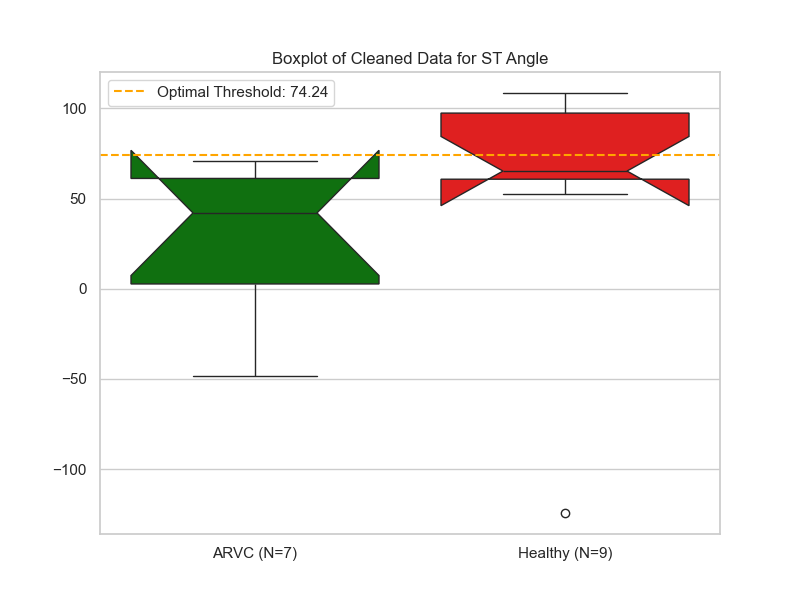 Boxplot of Cleaned Data for ST Angle
Optimal Threshold: 74.24
100
50
0
−50
−100
ARVC (N=7)
Healthy (N=9)